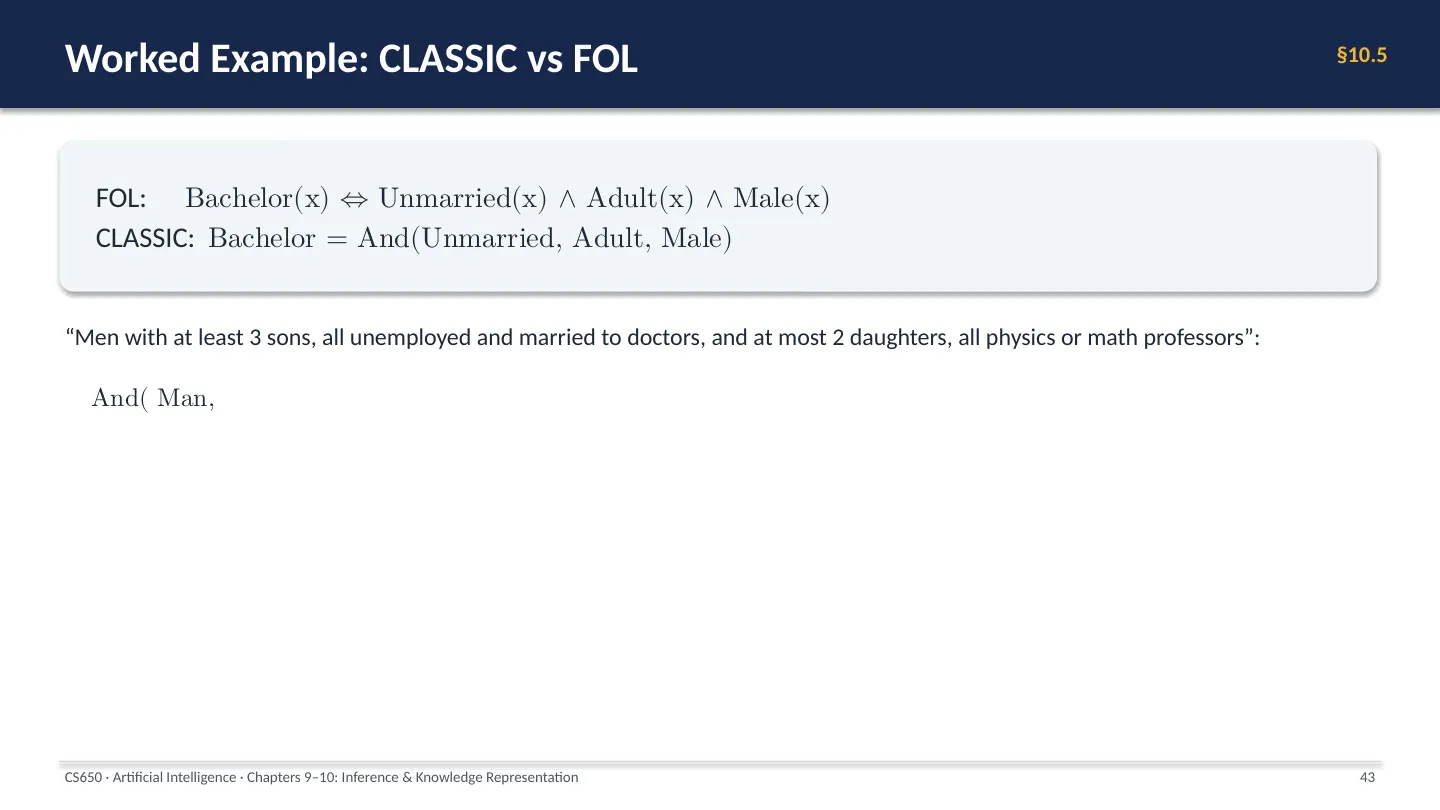 Worked Example: CLASSIC vs FOL
§10.5
FOL: Bachelor(x) ⇔ Unmarried(x) ∧ Adult(x) ∧ Male(x)
CLASSIC: Bachelor = And(Unmarried, Adult, Male)
“Men with at least 3 sons, all unemployed and married to doctors, and at most 2 daughters, all physics or math professors”:
And( Man,
CS650 · Artificial Intelligence · Chapters 9–10: Inference & Knowledge Representation
43